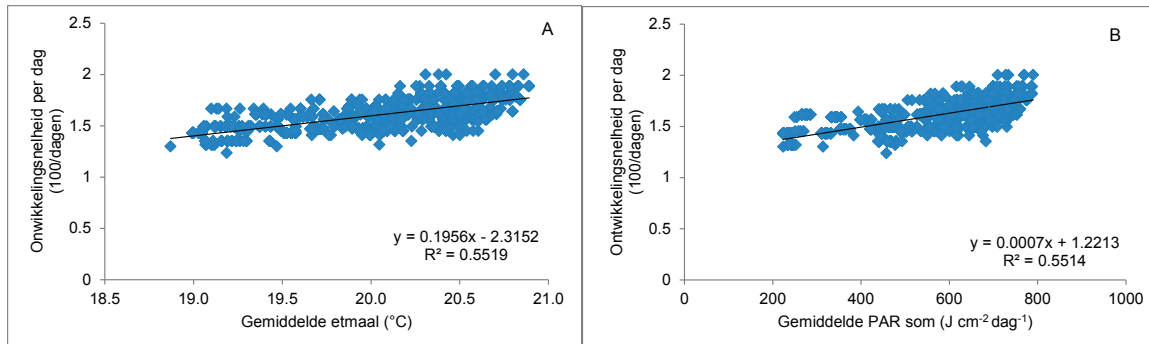 A
Onwikkelingsnelheid per dag
(100/dagen)
2.5
2
1.5
1
0.5
0
y = 0.1956x - 2.3152
R² = 0.5519
18.5 19.0 19.5 20.0 20.5 21.0
Gemiddelde etmaal (°C)
B
Ontwikkelingsnelheid per dag
(100/dagen)
2.5
2
1.5
1
0.5
0
y = 0.0007x + 1.2213
R² = 0.5514
0 200 400 600 800 1000
Gemiddelde PAR som (J cm⁻² dag⁻¹)